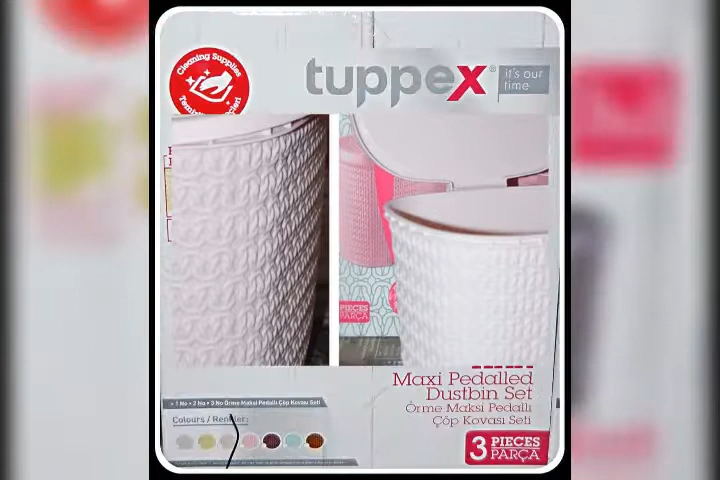 Cleaning Supplies
tuppex®
it's our
time
PIECES
PARÇA
Maxi Pedalled
Dustbin Set
Örme Maksi Pedallı
Çöp Kovası Seti
3 PIECES
PARÇA
• 1 No • 2 No • 3 No Örme Maksi Pedallı Çöp Kovası Seti
Colours / Renkler: